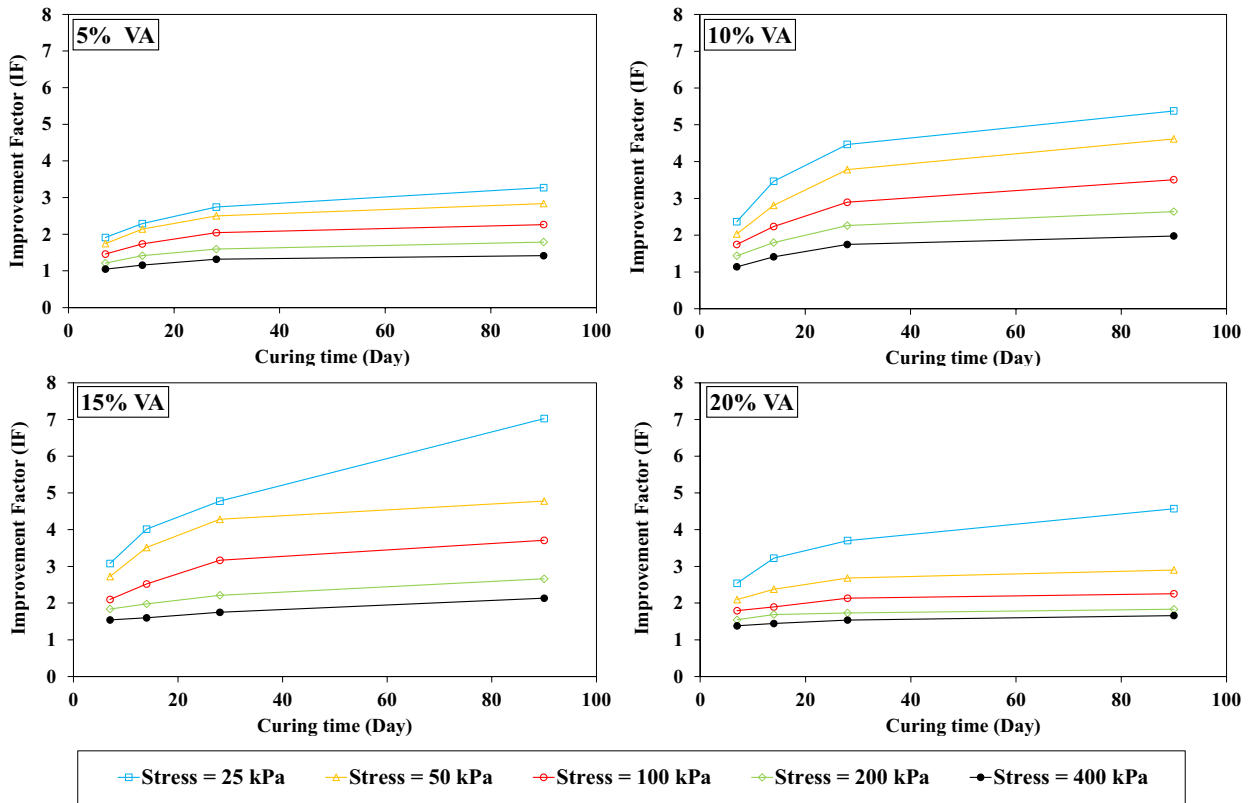 5% VA
Improvement Factor (IF)
8
7
6
5
4
3
2
1
0
0 20 40 60 80 100
Curing time (Day)
10% VA
Improvement Factor (IF)
8
7
6
5
4
3
2
1
0
0 20 40 60 80 100
Curing time (Day)
15% VA
Improvement Factor (IF)
8
7
6
5
4
3
2
1
0
0 20 40 60 80 100
Curing time (Day)
20% VA
Improvement Factor (IF)
8
7
6
5
4
3
2
1
0
0 20 40 60 80 100
Curing time (Day)
Stress = 25 kPa Stress = 50 kPa Stress = 100 kPa Stress = 200 kPa Stress = 400 kPa